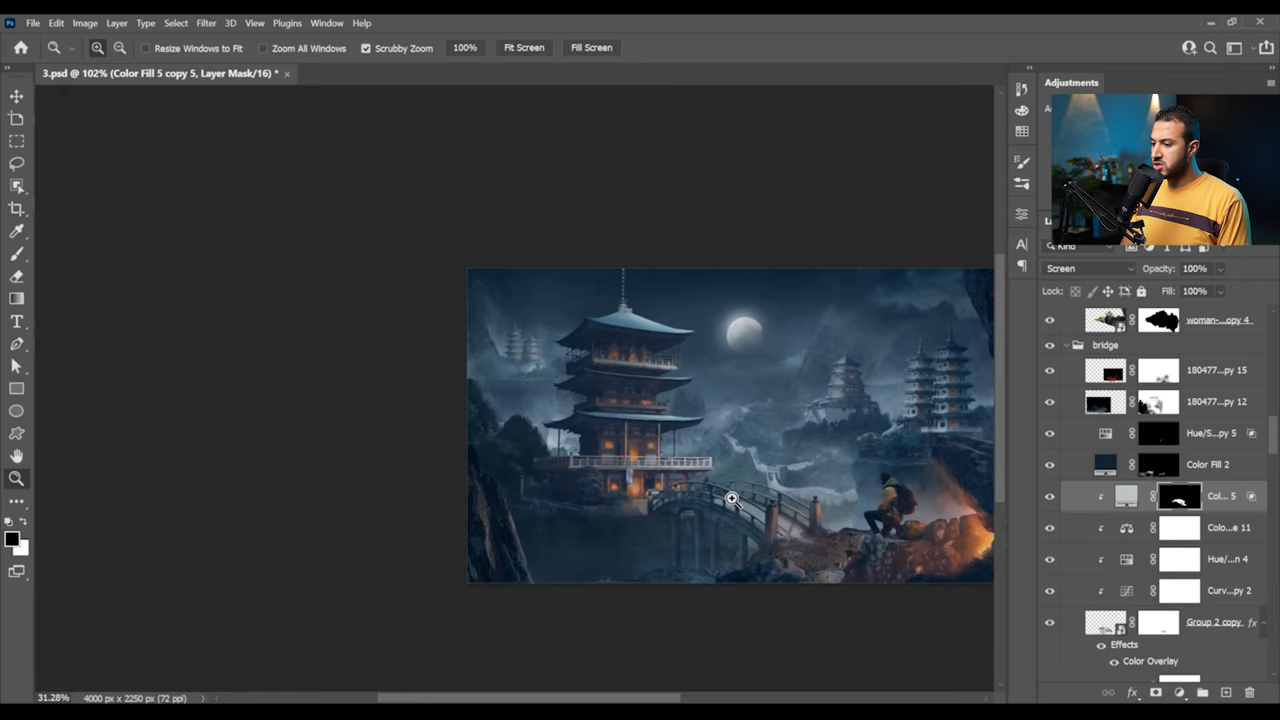 Ps File Edit Image Layer Type Select Filter 3D View Plugins Window Help
Resize Windows to Fit Zoom All Windows Scrubby Zoom 100% Fit Screen Fill Screen
3.psd @ 102% (Color Fill 5 copy 5, Layer Mask/16) * ×
Adjustments
Kind
Screen Opacity: 100%
Lock: Fill: 100%
woman-...opy 4
bridge
180477...py 15
180477...py 12
Hue/S...py 5
Color Fill 2
Col... 5
Colo...e 11
Hue/...n 4
Curv...py 2
Group 2 copy fx
Effects
Color Overlay
31.28% 4000 px x 2250 px (72 ppi)
fx